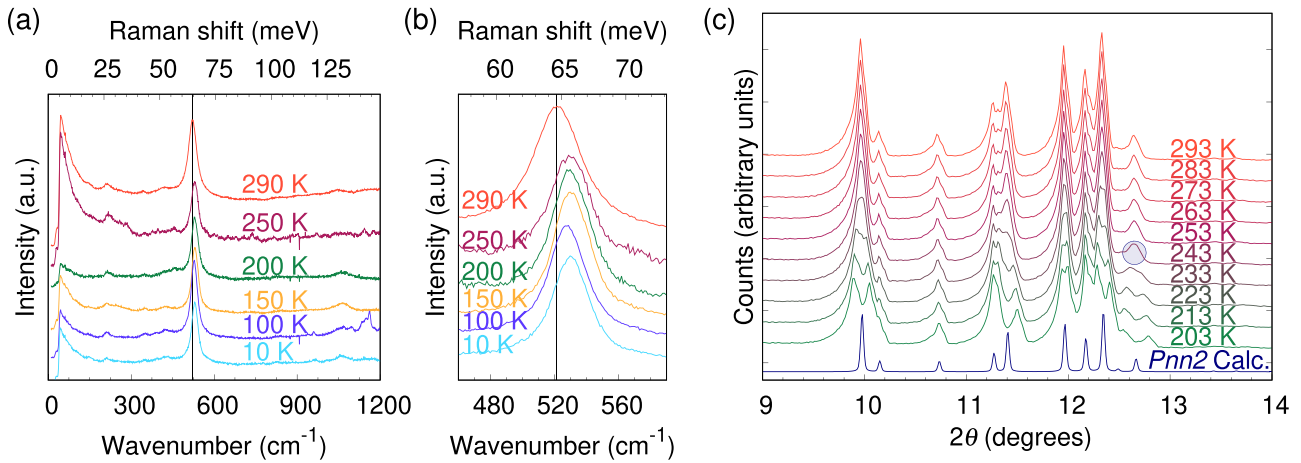 (a)
Raman shift (meV)
0 25 50 75 100 125
Intensity (a.u.)
290 K
250 K
200 K
150 K
100 K
10 K
0 300 600 900 1200
Wavenumber (cm⁻¹)
(b)
Raman shift (meV)
60 65 70
Intensity (a.u.)
290 K
250 K
200 K
150 K
100 K
10 K
480 520 560
Wavenumber (cm⁻¹)
(c)
Counts (arbitrary units)
293 K
283 K
273 K
263 K
253 K
243 K
233 K
223 K
213 K
203 K
Pnn2 Calc.
9 10 11 12 13 14
2θ (degrees)